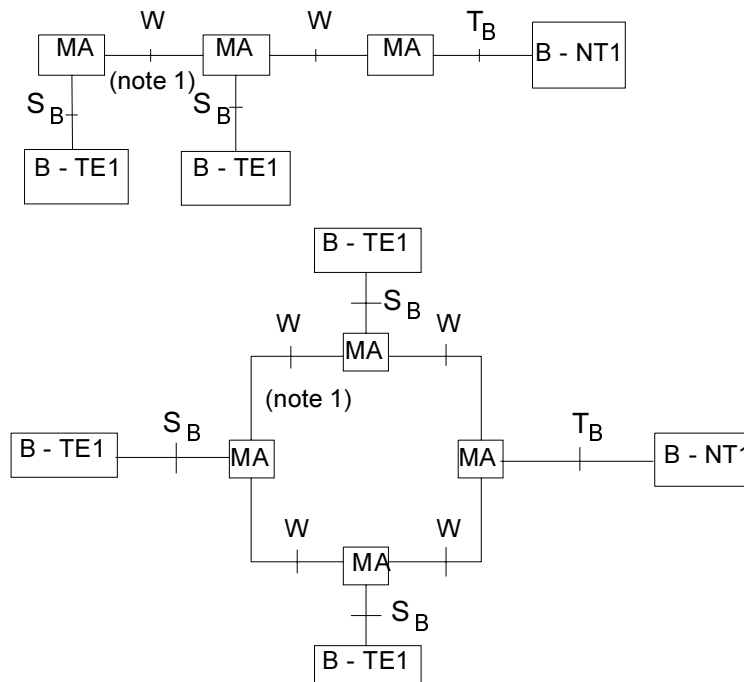 W W T B
MA MA MA B - NT1
(note 1)
S B S B
B - TE1 B - TE1
B - TE1
S B
W W
MA
(note 1)
S B T B
B - TE1 MA MA B - NT1
W W
MA
S B
B - TE1